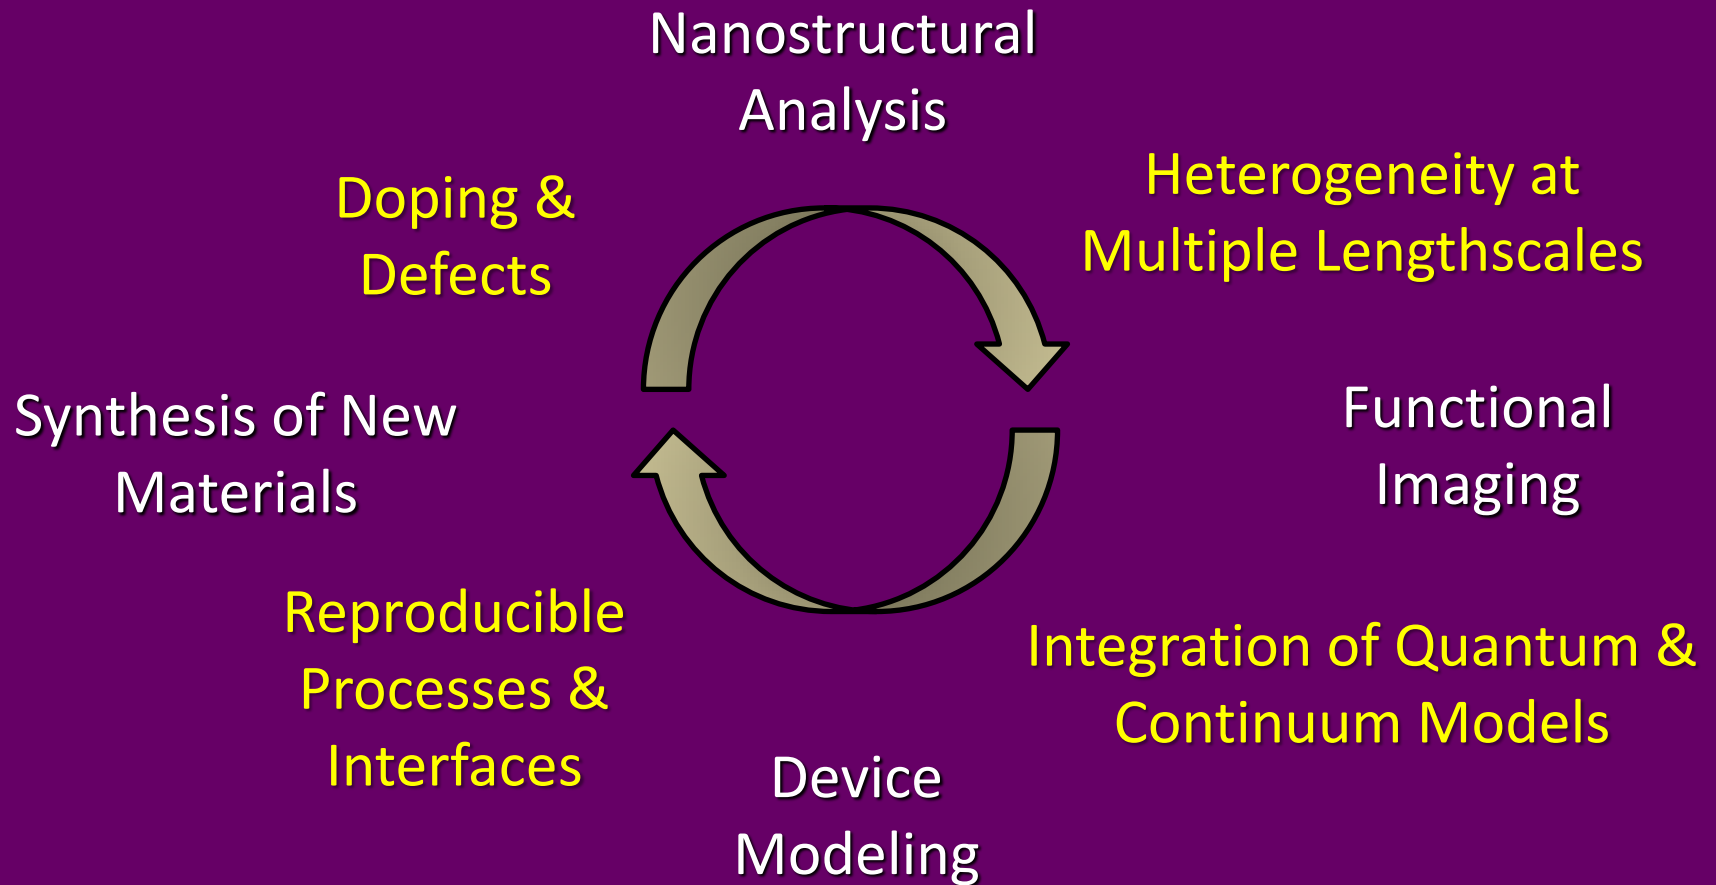 Nanostructural
Analysis
Doping &
Defects
Heterogeneity at
Multiple Lengthscales
Synthesis of New
Materials
Functional
Imaging
Reproducible
Processes &
Interfaces
Integration of Quantum &
Continuum Models
Device
Modeling